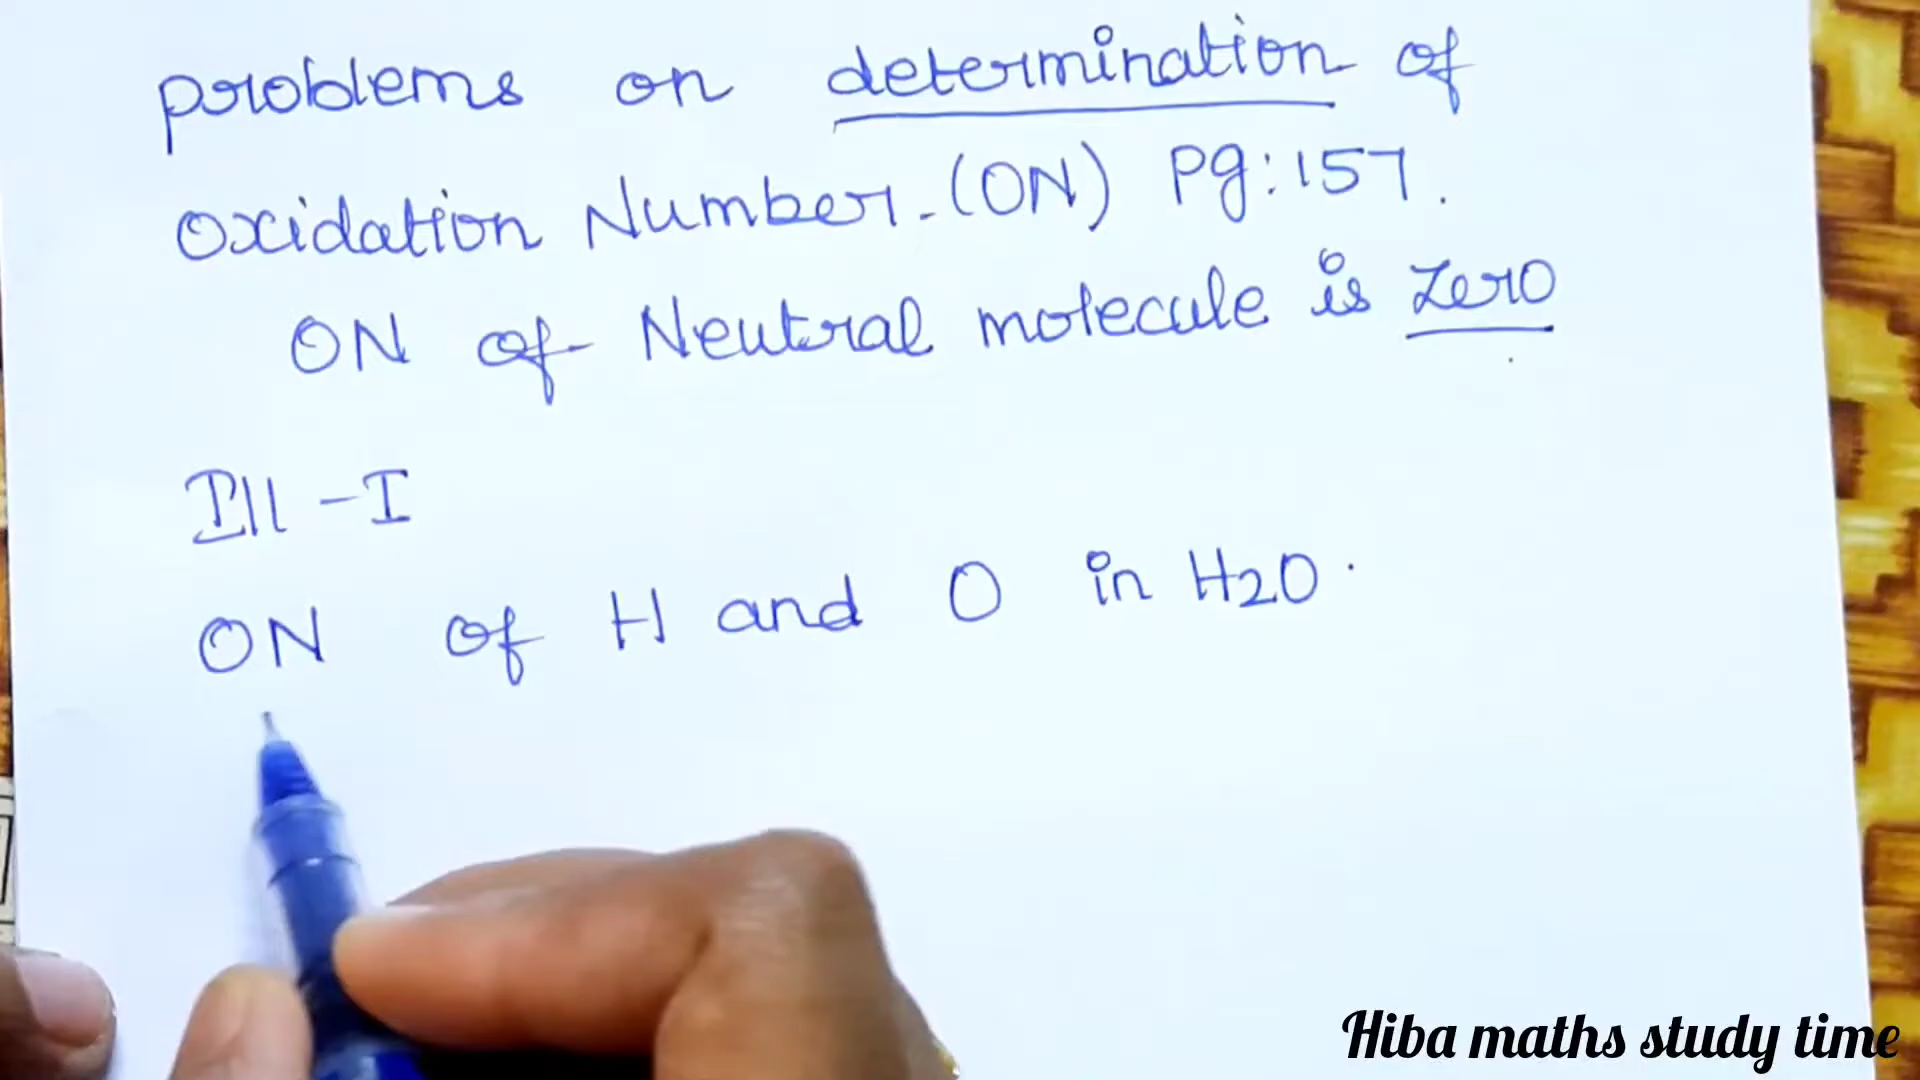 problems on determination of
Oxidation Number.(ON) Pg:157.
ON of Neutral molecule is Zero
Ill - I
ON of H and O in H2O.
Hiba maths study time